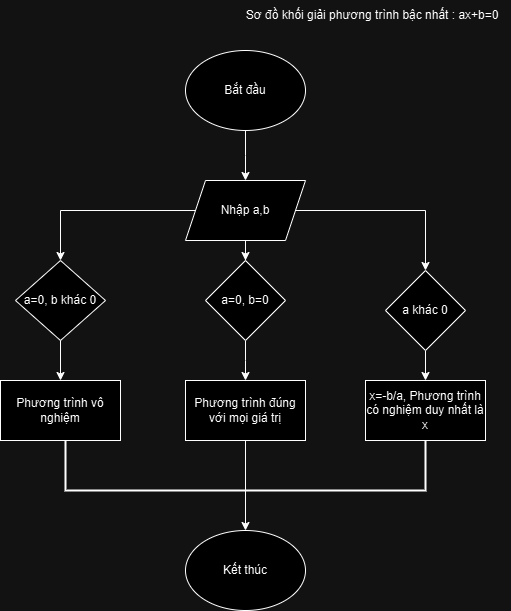 Sơ đồ khối giải phương trình bậc nhất : ax+b=0
Bắt đầu
Nhập a,b
a=0, b khác 0
a=0, b=0
a khác 0
Phương trình vô
nghiệm
Phương trình đúng
với mọi giá trị
x=-b/a, Phương trình
có nghiệm duy nhất là
x
Kết thúc